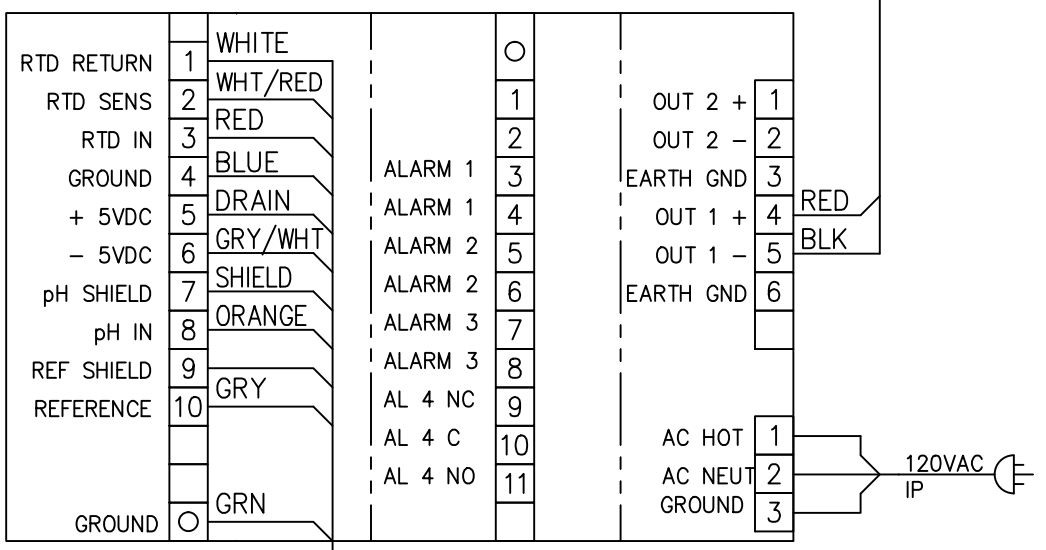 RTD RETURN 1 WHITE
RTD SENS 2 WHT/RED
RTD IN 3 RED
GROUND 4 BLUE
+ 5VDC 5 DRAIN
- 5VDC 6 GRY/WHT
pH SHIELD 7 SHIELD
pH IN 8 ORANGE
REF SHIELD 9
REFERENCE 10 GRY
GROUND GRN
1
2
ALARM 1 3
ALARM 1 4
ALARM 2 5
ALARM 2 6
ALARM 3 7
ALARM 3 8
AL 4 NC 9
AL 4 C 10
AL 4 NO 11
OUT 2 + 1
OUT 2 - 2
EARTH GND 3
OUT 1 + 4 RED
OUT 1 - 5 BLK
EARTH GND 6
AC HOT 1
AC NEUT 2
GROUND 3
120VAC
IP